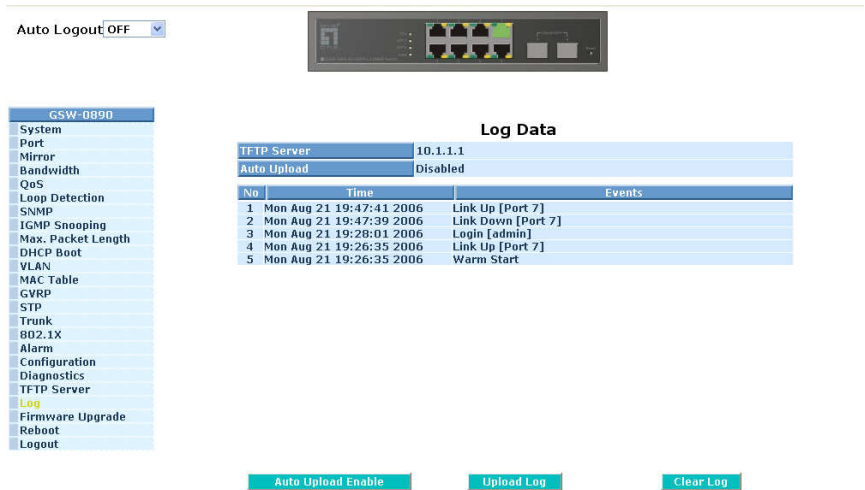 Auto Logout OFF
GSW-0890
System
Port
Mirror
Bandwidth
QoS
Loop Detection
SNMP
IGMP Snooping
Max. Packet Length
DHCP Boot
VLAN
MAC Table
GVRP
STP
Trunk
802.1X
Alarm
Configuration
Diagnostics
TFTP Server
Log
Firmware Upgrade
Reboot
Logout
Log Data
TFTP Server 10.1.1.1
Auto Upload Disabled
No Time Events
1 Mon Aug 21 19:47:41 2006 Link Up [Port 7]
2 Mon Aug 21 19:47:39 2006 Link Down [Port 7]
3 Mon Aug 21 19:28:01 2006 Login [admin]
4 Mon Aug 21 19:26:35 2006 Link Up [Port 7]
5 Mon Aug 21 19:26:35 2006 Warm Start
Auto Upload Enable Upload Log Clear Log